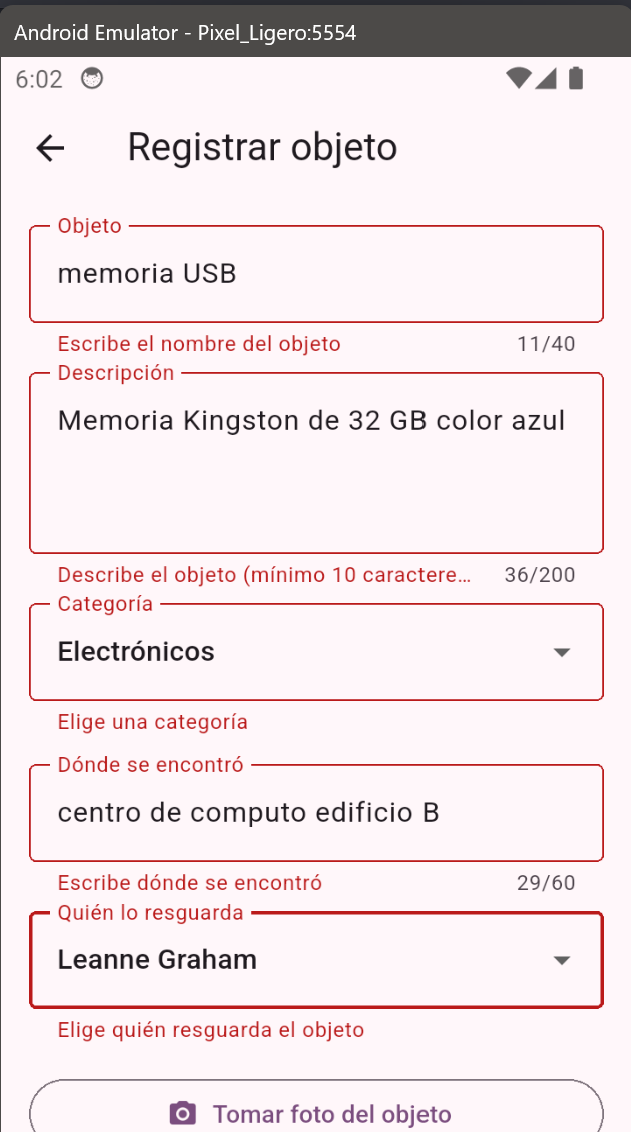 Android Emulator - Pixel_Ligero:5554
6:02
Registrar objeto
Objeto
memoria USB
Escribe el nombre del objeto 11/40
Descripción
Memoria Kingston de 32 GB color azul
Describe el objeto (mínimo 10 caractere… 36/200
Categoría
Electrónicos
Elige una categoría
Dónde se encontró
centro de computo edificio B
Escribe dónde se encontró 29/60
Quién lo resguarda
Leanne Graham
Elige quién resguarda el objeto
Tomar foto del objeto